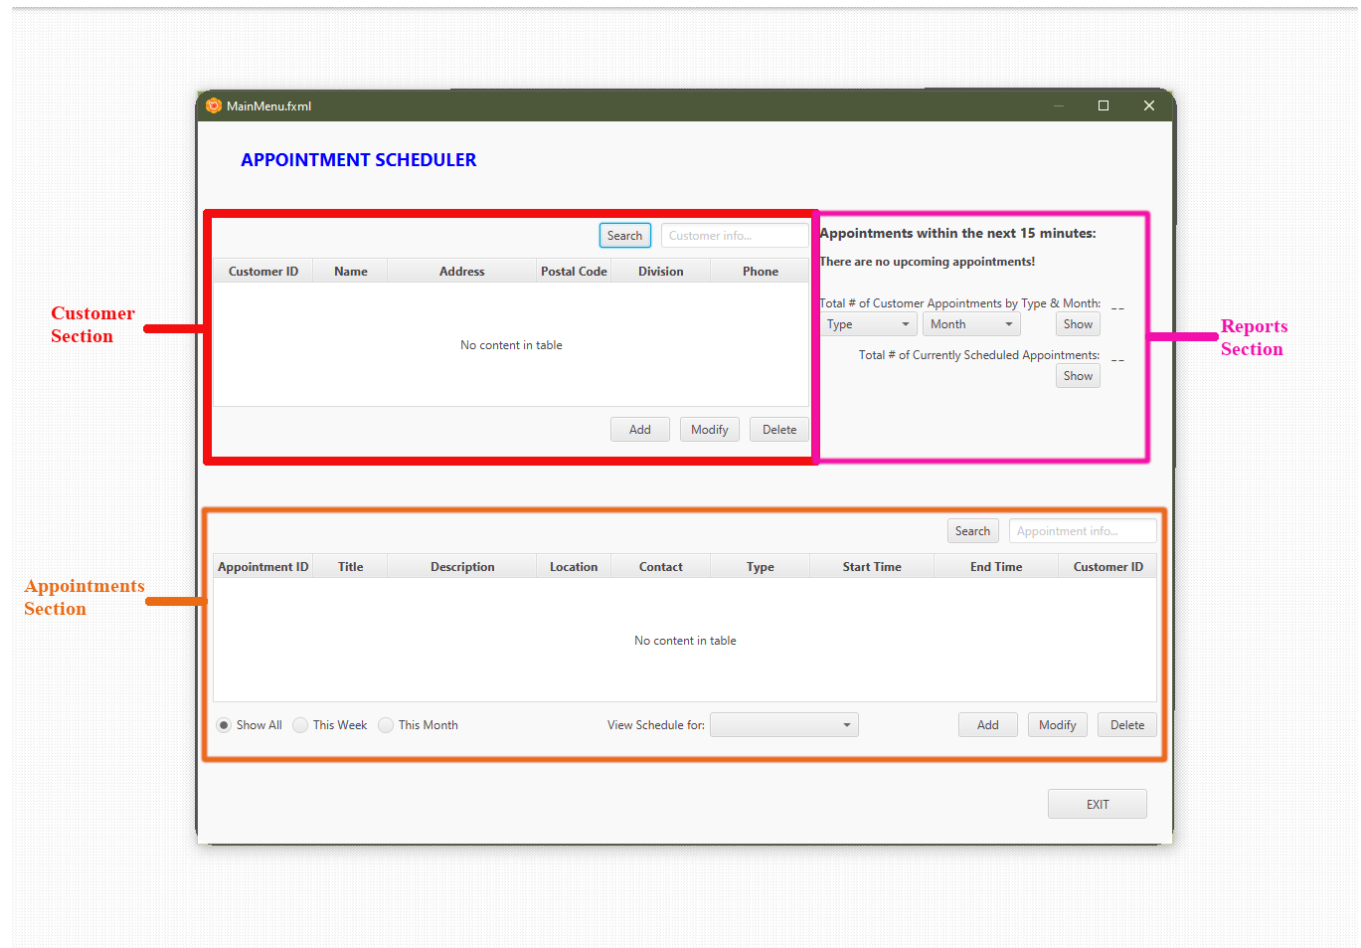 MainMenu.fxml
APPOINTMENT SCHEDULER
Search Customer info...
Customer ID Name Address Postal Code Division Phone
No content in table
Add Modify Delete
Customer
Section
Appointments within the next 15 minutes:
There are no upcoming appointments!
Total # of Customer Appointments by Type & Month: _ _
Type Month Show
Total # of Currently Scheduled Appointments: _ _
Show
Reports
Section
Search Appointment info...
Appointment ID Title Description Location Contact Type Start Time End Time Customer ID
No content in table
Show All This Week This Month View Schedule for: Add Modify Delete
Appointments
Section
EXIT